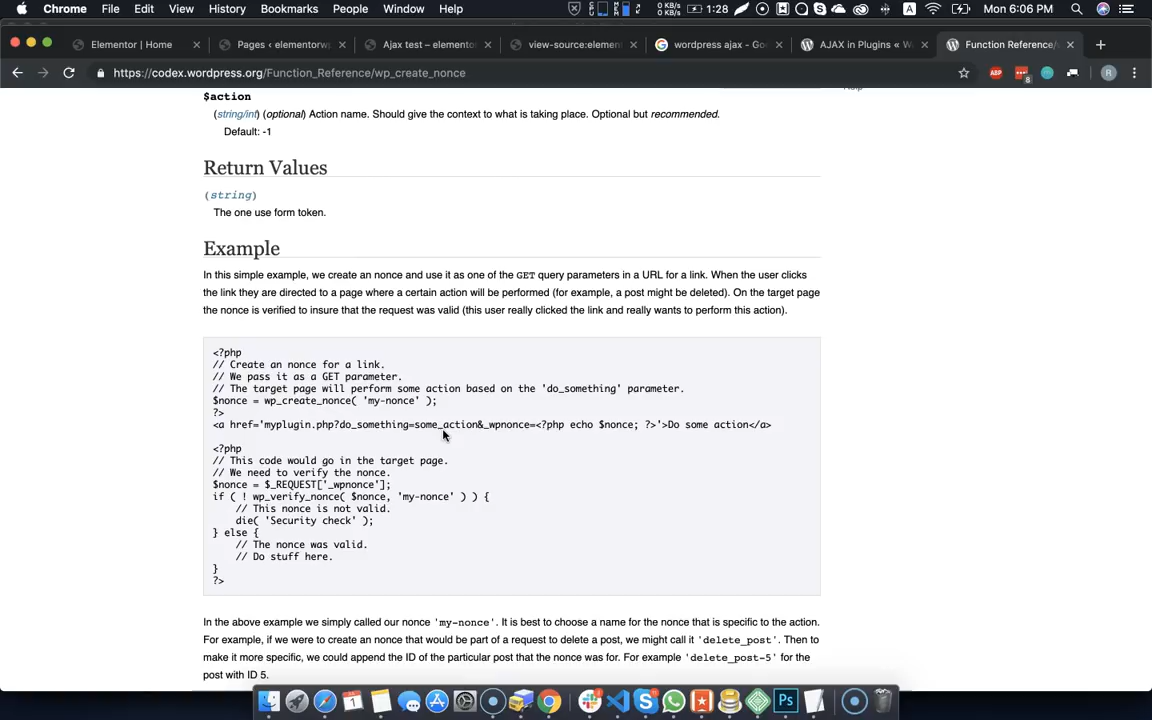 Chrome File Edit View History Bookmarks People Window Help 0 KB/s 0 KB/s 1:28 A Mon 6:06 PM
Elementor | Home Pages ‹ elementorw Ajax test – elemento view-source:elemen wordpress ajax - Go AJAX in Plugins « W Function Reference/
https://codex.wordpress.org/Function_Reference/wp_create_nonce ABP 8 R
$action
(string/int) (optional) Action name. Should give the context to what is taking place. Optional but recommended.
Default: -1
Return Values
(string)
The one use form token.
Example
In this simple example, we create an nonce and use it as one of the GET query parameters in a URL for a link. When the user clicks
the link they are directed to a page where a certain action will be performed (for example, a post might be deleted). On the target page
the nonce is verified to insure that the request was valid (this user really clicked the link and really wants to perform this action).
<?php
// Create an nonce for a link.
// We pass it as a GET parameter.
// The target page will perform some action based on the 'do_something' parameter.
$nonce = wp_create_nonce( 'my-nonce' );
?>
<a href='myplugin.php?do_something=some_action&_wpnonce=<?php echo $nonce; ?>'>Do some action</a>
<?php
// This code would go in the target page.
// We need to verify the nonce.
$nonce = $_REQUEST['_wpnonce'];
if ( ! wp_verify_nonce( $nonce, 'my-nonce' ) ) {
// This nonce is not valid.
die( 'Security check' );
} else {
// The nonce was valid.
// Do stuff here.
}
?>
In the above example we simply called our nonce 'my-nonce'. It is best to choose a name for the nonce that is specific to the action.
For example, if we were to create an nonce that would be part of a request to delete a post, we might call it 'delete_post'. Then to
make it more specific, we could append the ID of the particular post that the nonce was for. For example 'delete_post-5' for the
post with ID 5.
1 Ps